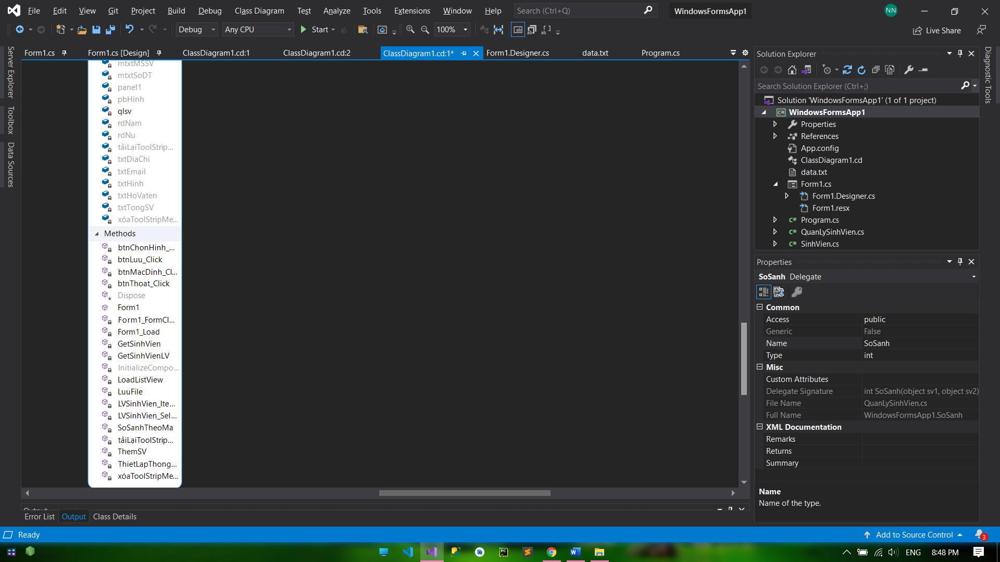 File Edit View Git Project Build Debug Class Diagram Test Analyze Tools Extensions Window Help Search (Ctrl+Q) WindowsFormsApp1 NN
Debug Any CPU Start 100% Live Share
Server Explorer
Toolbox
Data Sources
Form1.cs Form1.cs [Design] ClassDiagram1.cd:1 ClassDiagram1.cd:2 ClassDiagram1.cd:1* Form1.Designer.cs data.txt Program.cs
mtxtMSSV
mtxtSoDT
panel1
pbHinh
qlsv
rdNam
rdNu
tảiLạiToolStrip...
txtDiaChi
txtEmail
txtHinh
txtHoVaten
txtTongSV
xóaToolStripMe...
Methods
btnChonHinh_...
btnLuu_Click
btnMacDinh_Cl...
btnThoat_Click
Dispose
Form1
Form1_FormCl...
Form1_Load
GetSinhVien
GetSinhVienLV
InitializeCompo...
LoadListView
LuuFile
LVSinhVien_Ite...
LVSinhVien_Sel...
SoSanhTheoMa
tảiLạiToolStrip...
ThemSV
ThietLapThong...
xóaToolStripMe...
Solution Explorer
Search Solution Explorer (Ctrl+;)
Solution 'WindowsFormsApp1' (1 of 1 project)
WindowsFormsApp1
Properties
References
App.config
ClassDiagram1.cd
data.txt
Form1.cs
Form1.Designer.cs
Form1.resx
Program.cs
QuanLySinhVien.cs
SinhVien.cs
Diagnostic Tools
Properties
SoSanh Delegate
Common
Access public
Generic False
Name SoSanh
Type int
Misc
Custom Attributes
Delegate Signature int SoSanh(object sv1, object sv2)
File Name QuanLySinhVien.cs
Full Name WindowsFormsApp1.SoSanh
XML Documentation
Remarks
Returns
Summary
Name
Name of the type.
Output
Error List Output Class Details
Ready Add to Source Control 3
ENG 8:48 PM